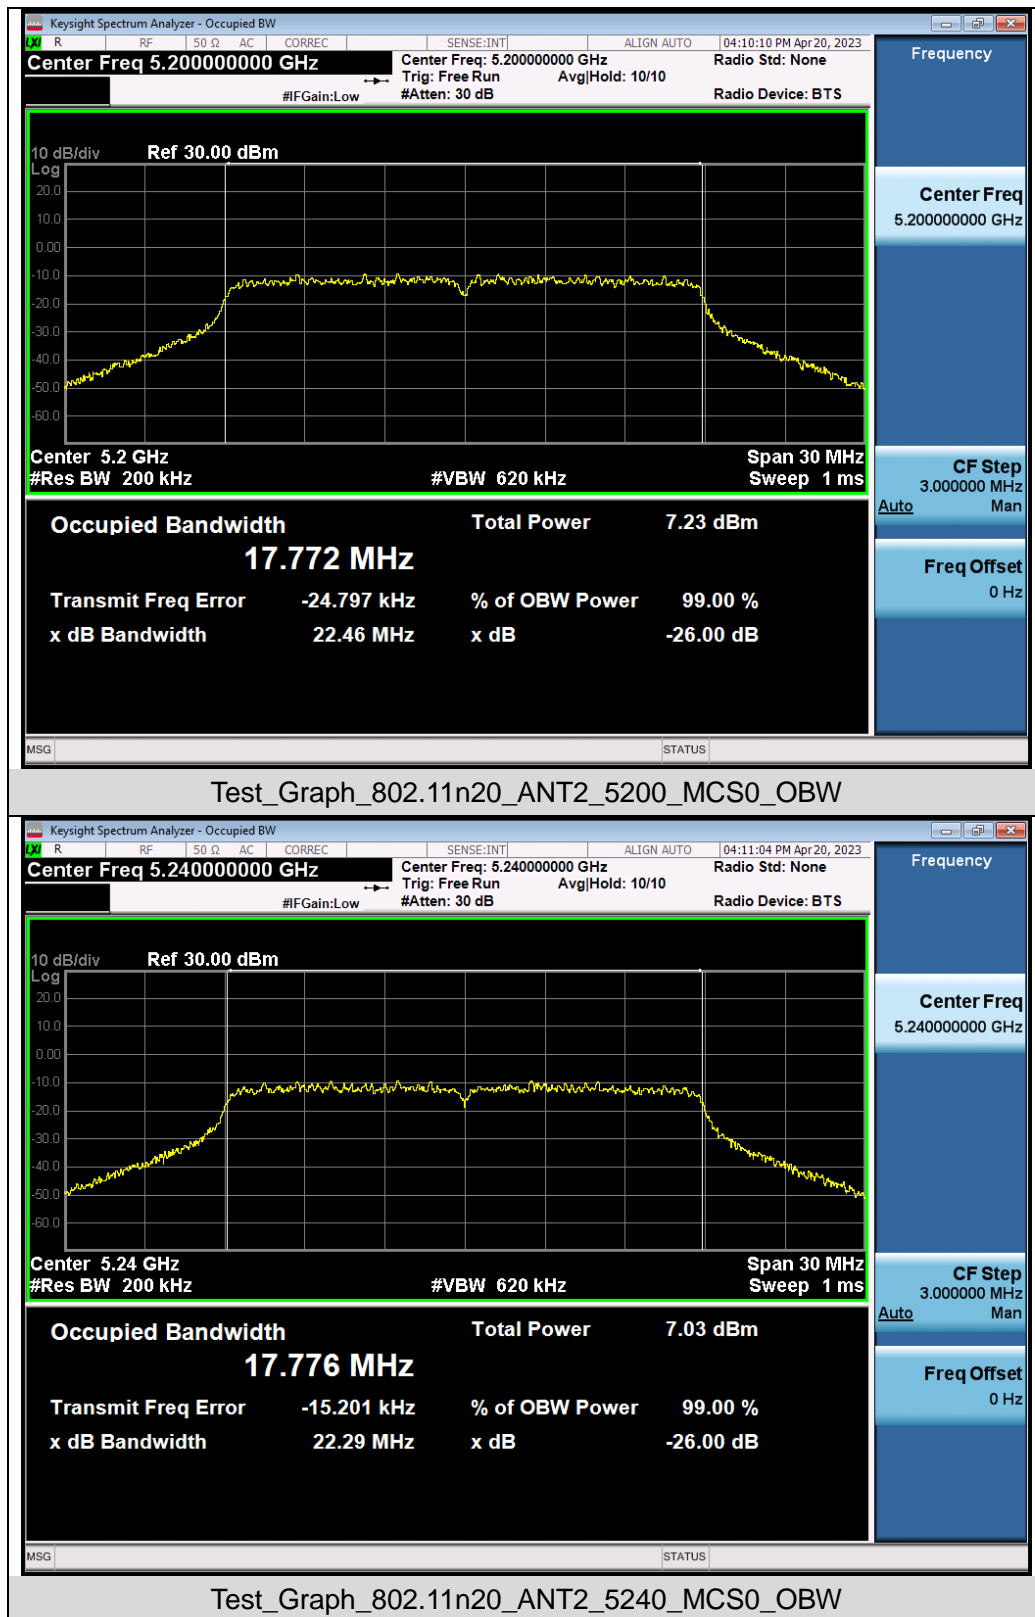 Keysight Spectrum Analyzer - Occupied BW
LXI R RF 50 Ω AC CORREC SENSE:INT ALIGN AUTO 04:10:10 PM Apr 20, 2023
Center Freq 5.200000000 GHz
Center Freq: 5.200000000 GHz
Radio Std: None
Trig: Free Run Avg|Hold: 10/10
#IFGain:Low
#Atten: 30 dB
Radio Device: BTS
10 dB/div Ref 30.00 dBm
Log
20.0
10.0
0.00
-10.0
-20.0
-30.0
-40.0
-50.0
-60.0
Center 5.2 GHz Span 30 MHz
#Res BW 200 kHz #VBW 620 kHz Sweep 1 ms
Occupied Bandwidth Total Power 7.23 dBm
17.772 MHz
Transmit Freq Error -24.797 kHz % of OBW Power 99.00 %
x dB Bandwidth 22.46 MHz x dB -26.00 dB
Frequency
Center Freq
5.200000000 GHz
CF Step
3.000000 MHz
Auto Man
Freq Offset
0 Hz
MSG STATUS
Test_Graph_802.11n20_ANT2_5200_MCS0_OBW
Keysight Spectrum Analyzer - Occupied BW
LXI R RF 50 Ω AC CORREC SENSE:INT ALIGN AUTO 04:11:04 PM Apr 20, 2023
Center Freq 5.240000000 GHz
Center Freq: 5.240000000 GHz
Radio Std: None
Trig: Free Run Avg|Hold: 10/10
#IFGain:Low
#Atten: 30 dB
Radio Device: BTS
10 dB/div Ref 30.00 dBm
Log
20.0
10.0
0.00
-10.0
-20.0
-30.0
-40.0
-50.0
-60.0
Center 5.24 GHz Span 30 MHz
#Res BW 200 kHz #VBW 620 kHz Sweep 1 ms
Occupied Bandwidth Total Power 7.03 dBm
17.776 MHz
Transmit Freq Error -15.201 kHz % of OBW Power 99.00 %
x dB Bandwidth 22.29 MHz x dB -26.00 dB
Frequency
Center Freq
5.240000000 GHz
CF Step
3.000000 MHz
Auto Man
Freq Offset
0 Hz
MSG STATUS
Test_Graph_802.11n20_ANT2_5240_MCS0_OBW